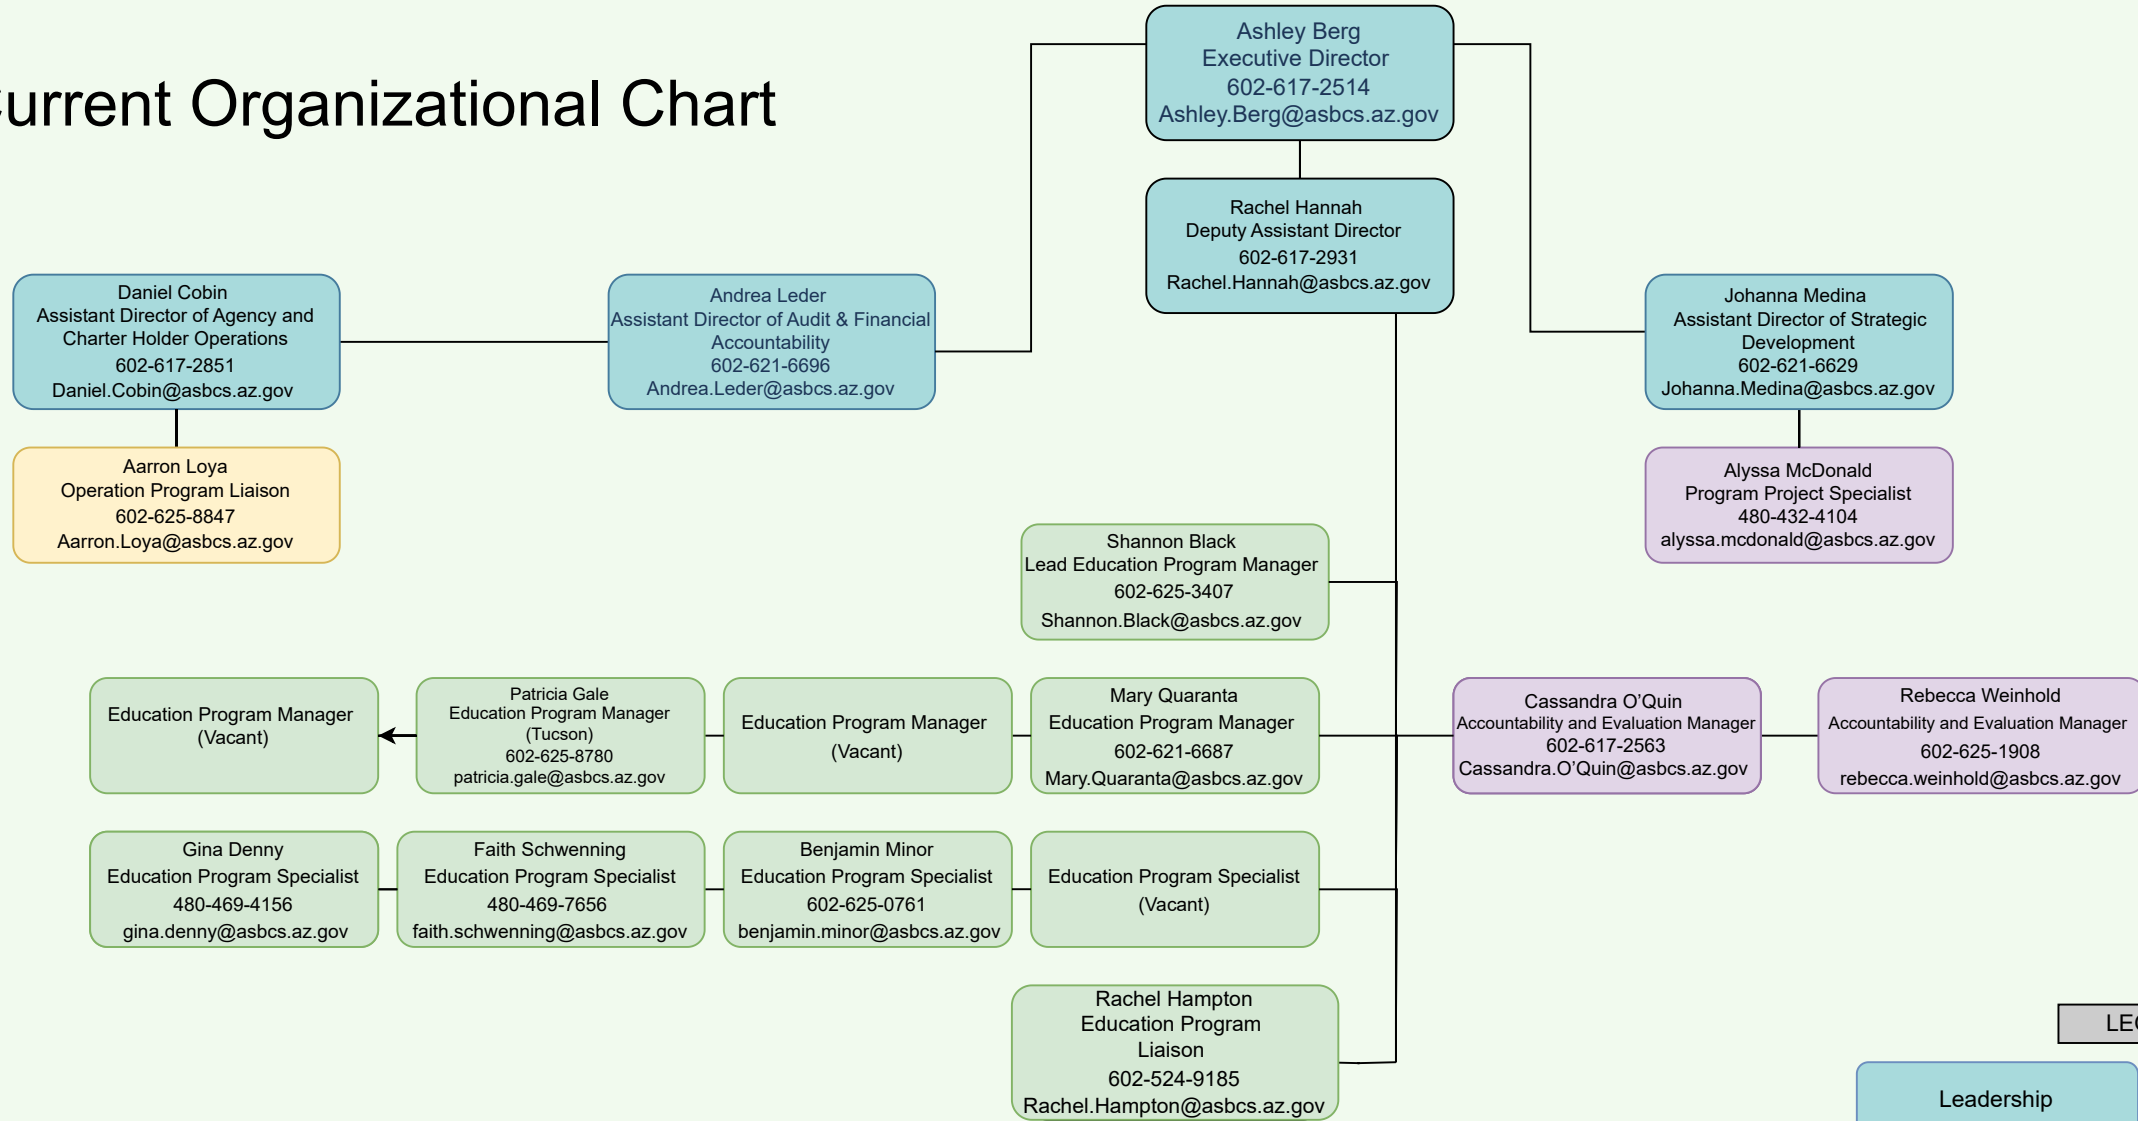 Current Organizational Chart
Ashley Berg
Executive Director
602-617-2514
Ashley.Berg@asbcs.az.gov
Rachel Hannah
Deputy Assistant Director
602-617-2931
Rachel.Hannah@asbcs.az.gov
Daniel Cobin
Assistant Director of Agency and
Charter Holder Operations
602-617-2851
Daniel.Cobin@asbcs.az.gov
Andrea Leder
Assistant Director of Audit & Financial
Accountability
602-621-6696
Andrea.Leder@asbcs.az.gov
Johanna Medina
Assistant Director of Strategic
Development
602-621-6629
Johanna.Medina@asbcs.az.gov
Aarron Loya
Operation Program Liaison
602-625-8847
Aarron.Loya@asbcs.az.gov
Alyssa McDonald
Program Project Specialist
480-432-4104
alyssa.mcdonald@asbcs.az.gov
Shannon Black
Lead Education Program Manager
602-625-3407
Shannon.Black@asbcs.az.gov
Education Program Manager
(Vacant)
Patricia Gale
Education Program Manager
(Tucson)
602-625-8780
patricia.gale@asbcs.az.gov
Education Program Manager
(Vacant)
Mary Quaranta
Education Program Manager
602-621-6687
Mary.Quaranta@asbcs.az.gov
Cassandra O’Quin
Accountability and Evaluation Manager
602-617-2563
Cassandra.O’Quin@asbcs.az.gov
Rebecca Weinhold
Accountability and Evaluation Manager
602-625-1908
rebecca.weinhold@asbcs.az.gov
Gina Denny
Education Program Specialist
480-469-4156
gina.denny@asbcs.az.gov
Faith Schwenning
Education Program Specialist
480-469-7656
faith.schwenning@asbcs.az.gov
Benjamin Minor
Education Program Specialist
602-625-0761
benjamin.minor@asbcs.az.gov
Education Program Specialist
(Vacant)
Rachel Hampton
Education Program
Liaison
602-524-9185
Rachel.Hampton@asbcs.az.gov
Leadership